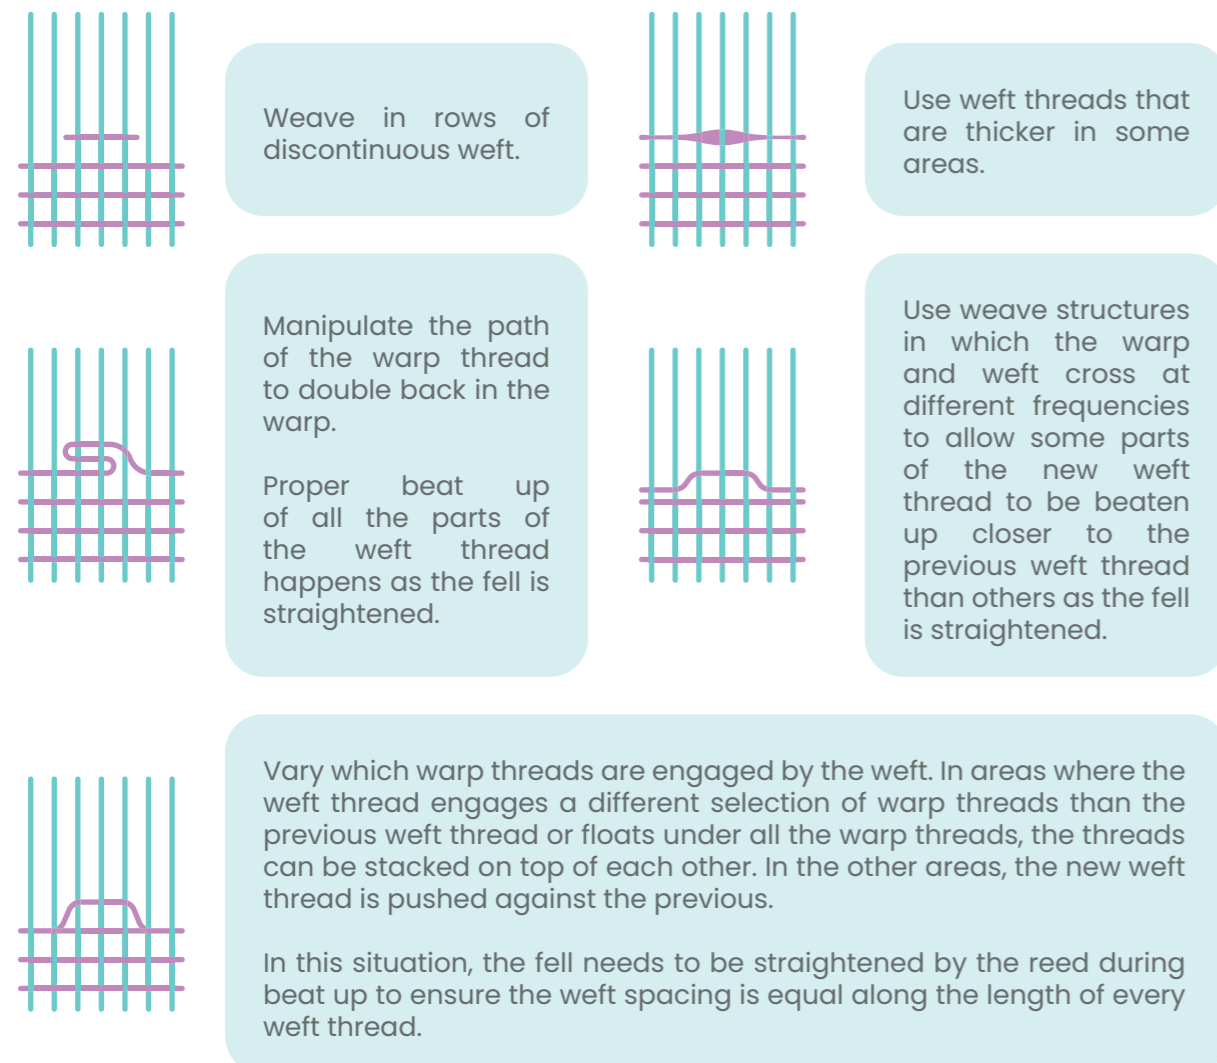 Weave in rows of
discontinuous weft.
Use weft threads that
are thicker in some
areas.
Manipulate the path
of the warp thread
to double back in the
warp.
Proper beat up
of all the parts of
the weft thread
happens as the fell is
straightened.
Use weave structures
in which the warp
and weft cross at
different frequencies
to allow some parts
of the new weft
thread to be beaten
up closer to the
previous weft thread
than others as the fell
is straightened.
Vary which warp threads are engaged by the weft. In areas where the
weft thread engages a different selection of warp threads than the
previous weft thread or floats under all the warp threads, the threads
can be stacked on top of each other. In the other areas, the new weft
thread is pushed against the previous.
In this situation, the fell needs to be straightened by the reed during
beat up to ensure the weft spacing is equal along the length of every
weft thread.